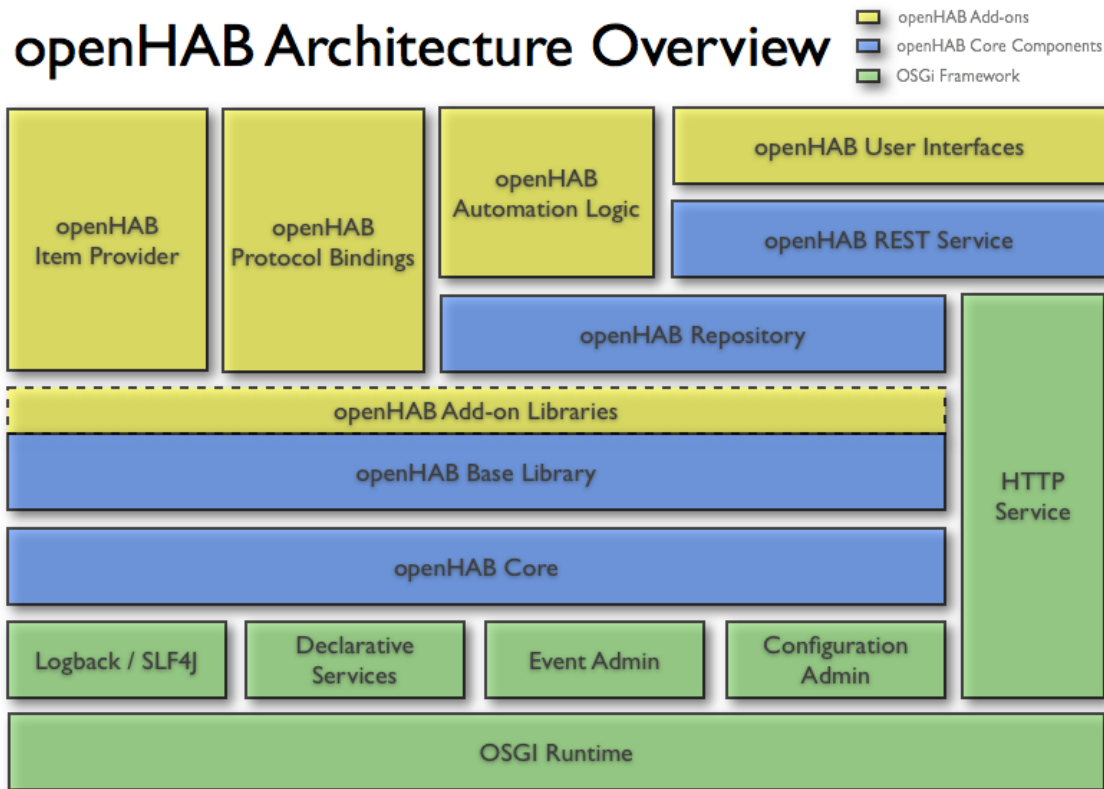 openHAB Architecture Overview
openHAB Add-ons
openHAB Core Components
OSGi Framework
openHAB
Item Provider
openHAB
Protocol Bindings
openHAB
Automation Logic
openHAB User Interfaces
openHAB REST Service
openHAB Repository
openHAB Add-on Libraries
openHAB Base Library
HTTP
Service
openHAB Core
Logback / SLF4J
Declarative
Services
Event Admin
Configuration
Admin
OSGI Runtime